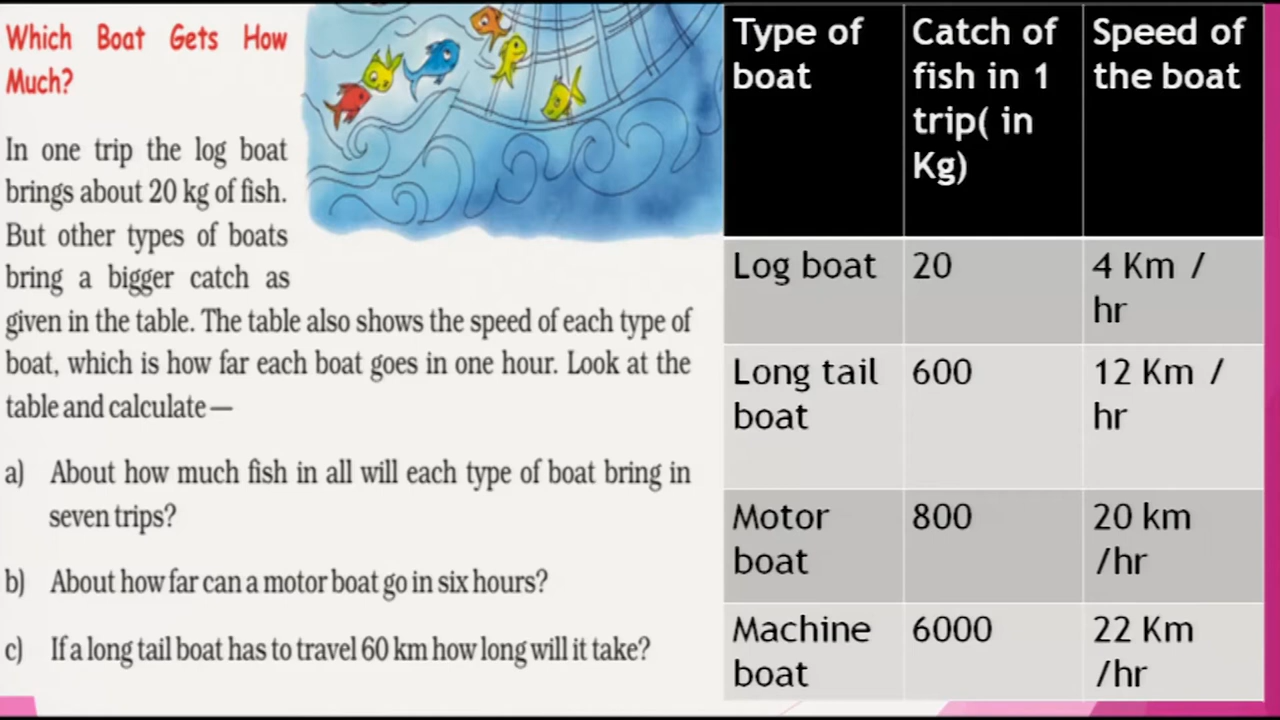 Which Boat Gets How
Much?
In one trip the log boat
brings about 20 kg of fish.
But other types of boats
bring a bigger catch as
given in the table. The table also shows the speed of each type of
boat, which is how far each boat goes in one hour. Look at the
table and calculate —
a) About how much fish in all will each type of boat bring in
seven trips?
b) About how far can a motor boat go in six hours?
c) If a long tail boat has to travel 60 km how long will it take?
Type of boat Catch of fish in 1 trip( in Kg) Speed of the boat
Log boat 20 4 Km / hr
Long tail boat 600 12 Km / hr
Motor boat 800 20 km /hr
Machine boat 6000 22 Km /hr